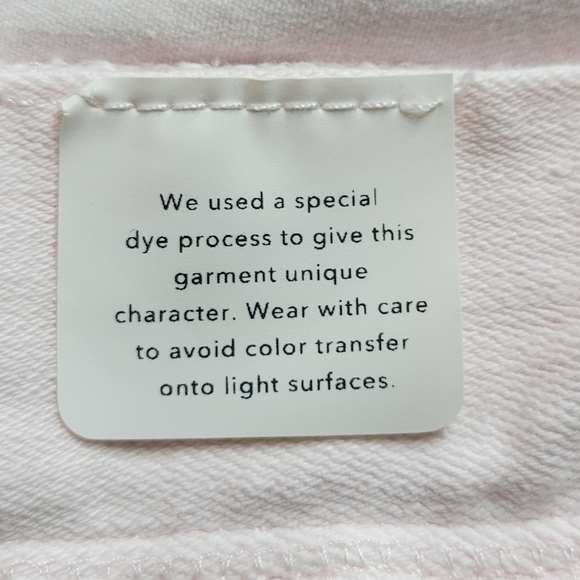 We used a special
dye process to give this
garment unique
character. Wear with care
to avoid color transfer
onto light surfaces.